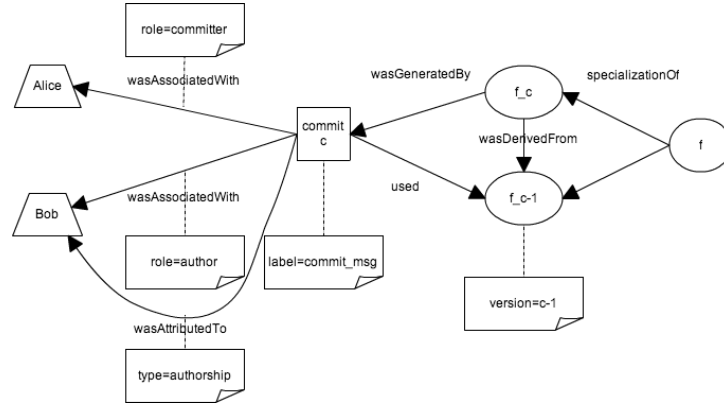 role=committer
wasAssociatedWith
wasGeneratedBy
specializationOf
Alice
f_c
commit
c
wasDerivedFrom
f
used
wasAssociatedWith
Bob
f_c-1
role=author
label=commit_msg
version=c-1
wasAttributedTo
type=authorship